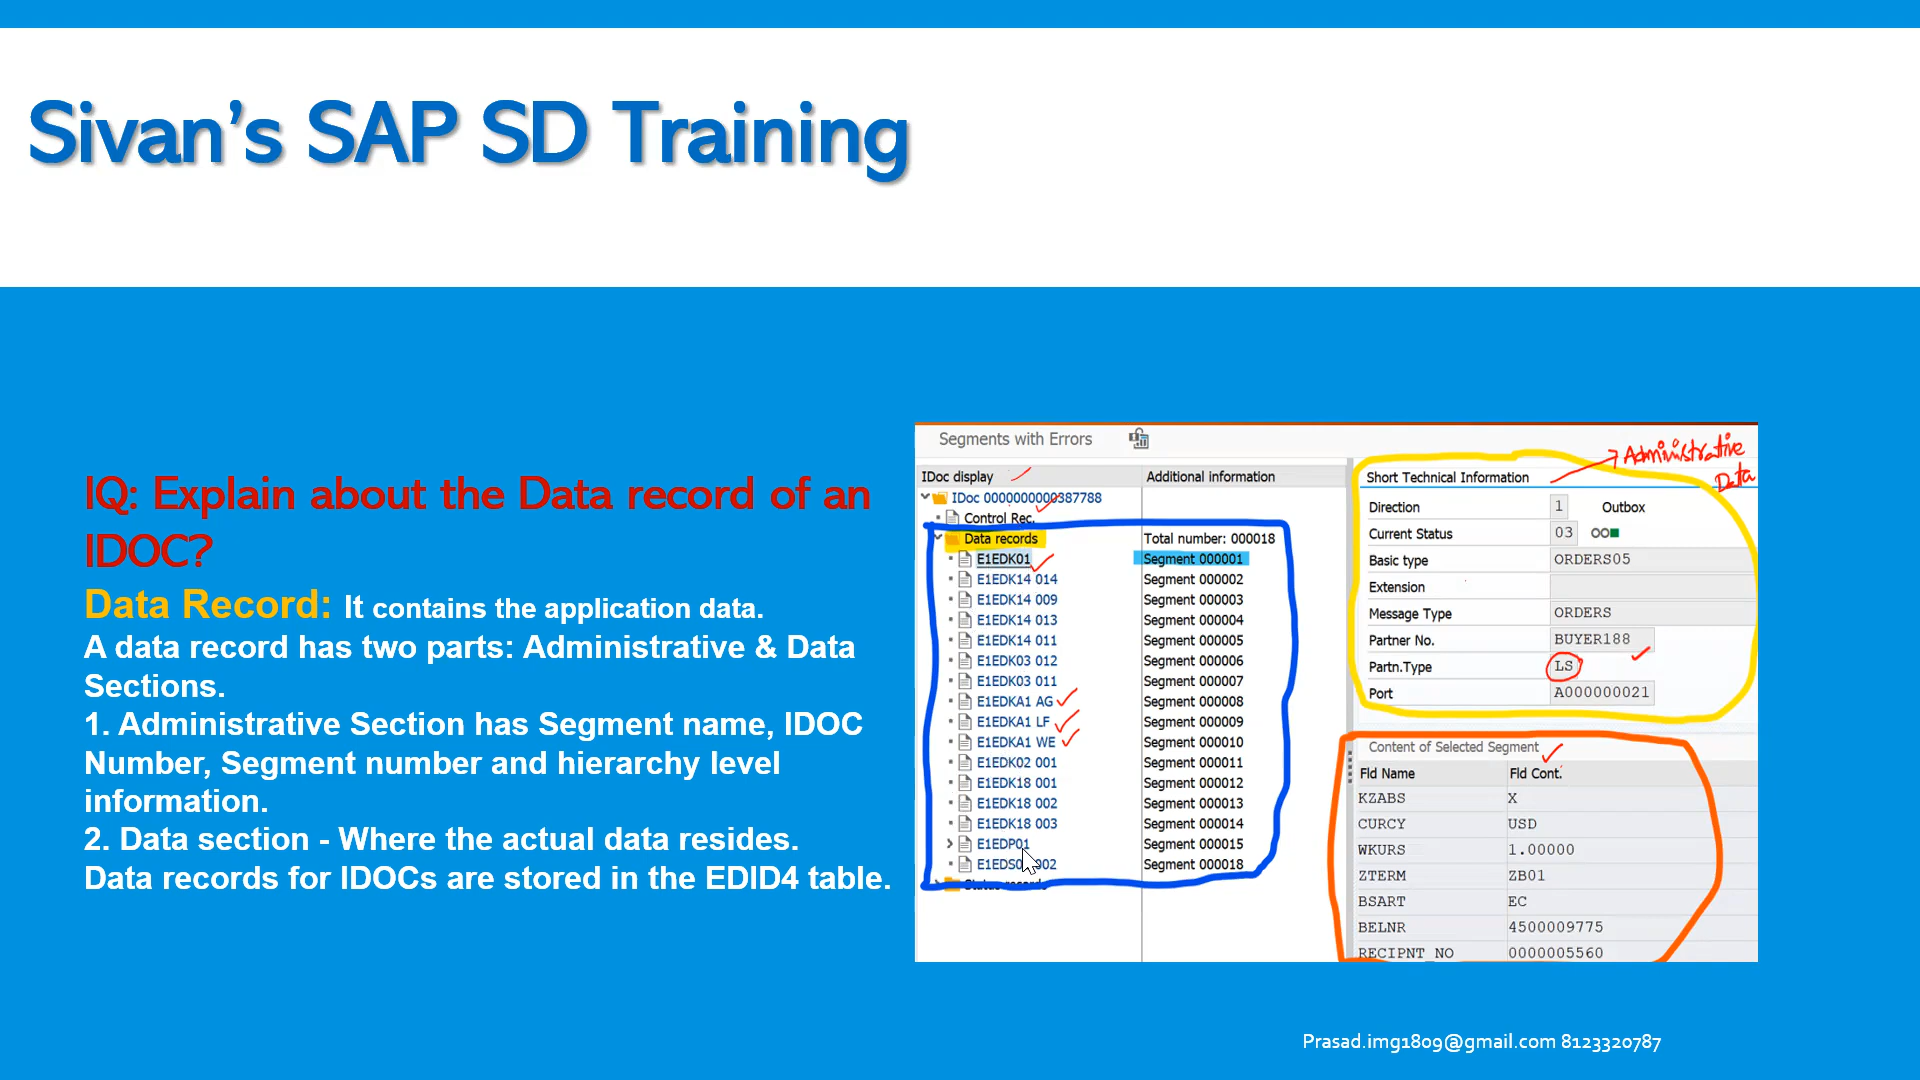 Sivan's SAP SD Training
IQ: Explain about the Data record of an
IDOC?
Data Record: It contains the application data.
A data record has two parts: Administrative & Data
Sections.
1. Administrative Section has Segment name, IDOC
Number, Segment number and hierarchy level
information.
2. Data section - Where the actual data resides.
Data records for IDOCs are stored in the EDID4 table.
Segments with Errors
IDoc display Additional information
IDoc 0000000000387788
Control Rec.
Data records Total number: 000018
E1EDK01 Segment 000001
E1EDK14 014 Segment 000002
E1EDK14 009 Segment 000003
E1EDK14 013 Segment 000004
E1EDK14 011 Segment 000005
E1EDK03 012 Segment 000006
E1EDK03 011 Segment 000007
E1EDKA1 AG Segment 000008
E1EDKA1 LF Segment 000009
E1EDKA1 WE Segment 000010
E1EDK02 001 Segment 000011
E1EDK18 001 Segment 000012
E1EDK18 002 Segment 000013
E1EDK18 003 Segment 000014
E1EDP01 Segment 000015
002 Segment 000018
Status records
Administrative
Data
Short Technical Information
Direction 1 Outbox
Current Status 03
Basic type ORDERS05
Extension
Message Type ORDERS
Partner No. BUYER188
Partn.Type LS
Port A000000021
Content of Selected Segment
Fld Name Fld Cont.
KZABS X
CURCY USD
WKURS 1.00000
ZTERM ZB01
BSART EC
BELNR 4500009775
RECIPNT_NO 0000005560
Prasad.img1809@gmail.com 8123320787